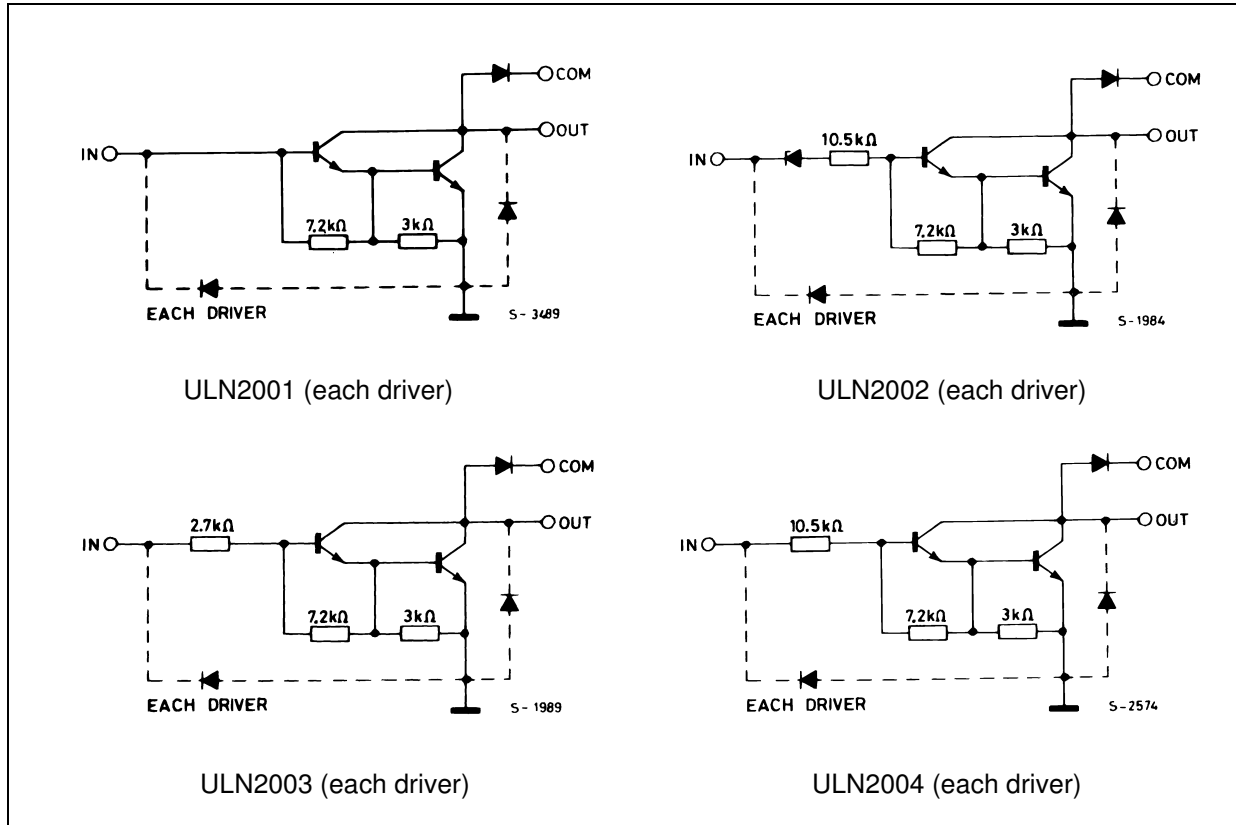 COM
OUT
IN
7,2kΩ 3kΩ
EACH DRIVER
S- 3489
ULN2001 (each driver)
COM
OUT
10.5kΩ
IN
7,2kΩ 3kΩ
EACH DRIVER
S-1984
ULN2002 (each driver)
COM
OUT
2.7kΩ
IN
7,2kΩ 3kΩ
EACH DRIVER
S- 1989
ULN2003 (each driver)
COM
OUT
10.5kΩ
IN
7,2kΩ 3kΩ
EACH DRIVER
S-2574
ULN2004 (each driver)